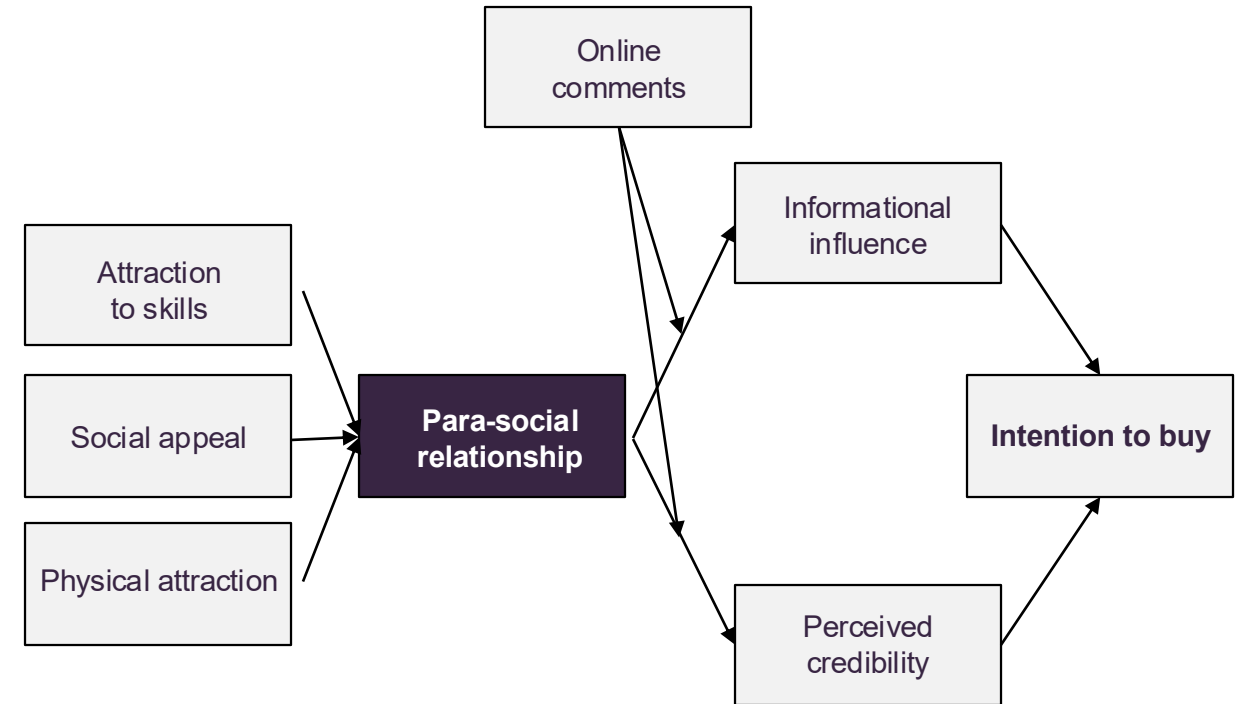 Online
comments
Informational
influence
Attraction
to skills
Social appeal
Para-social
relationship
Intention to buy
Physical attraction
Perceived
credibility